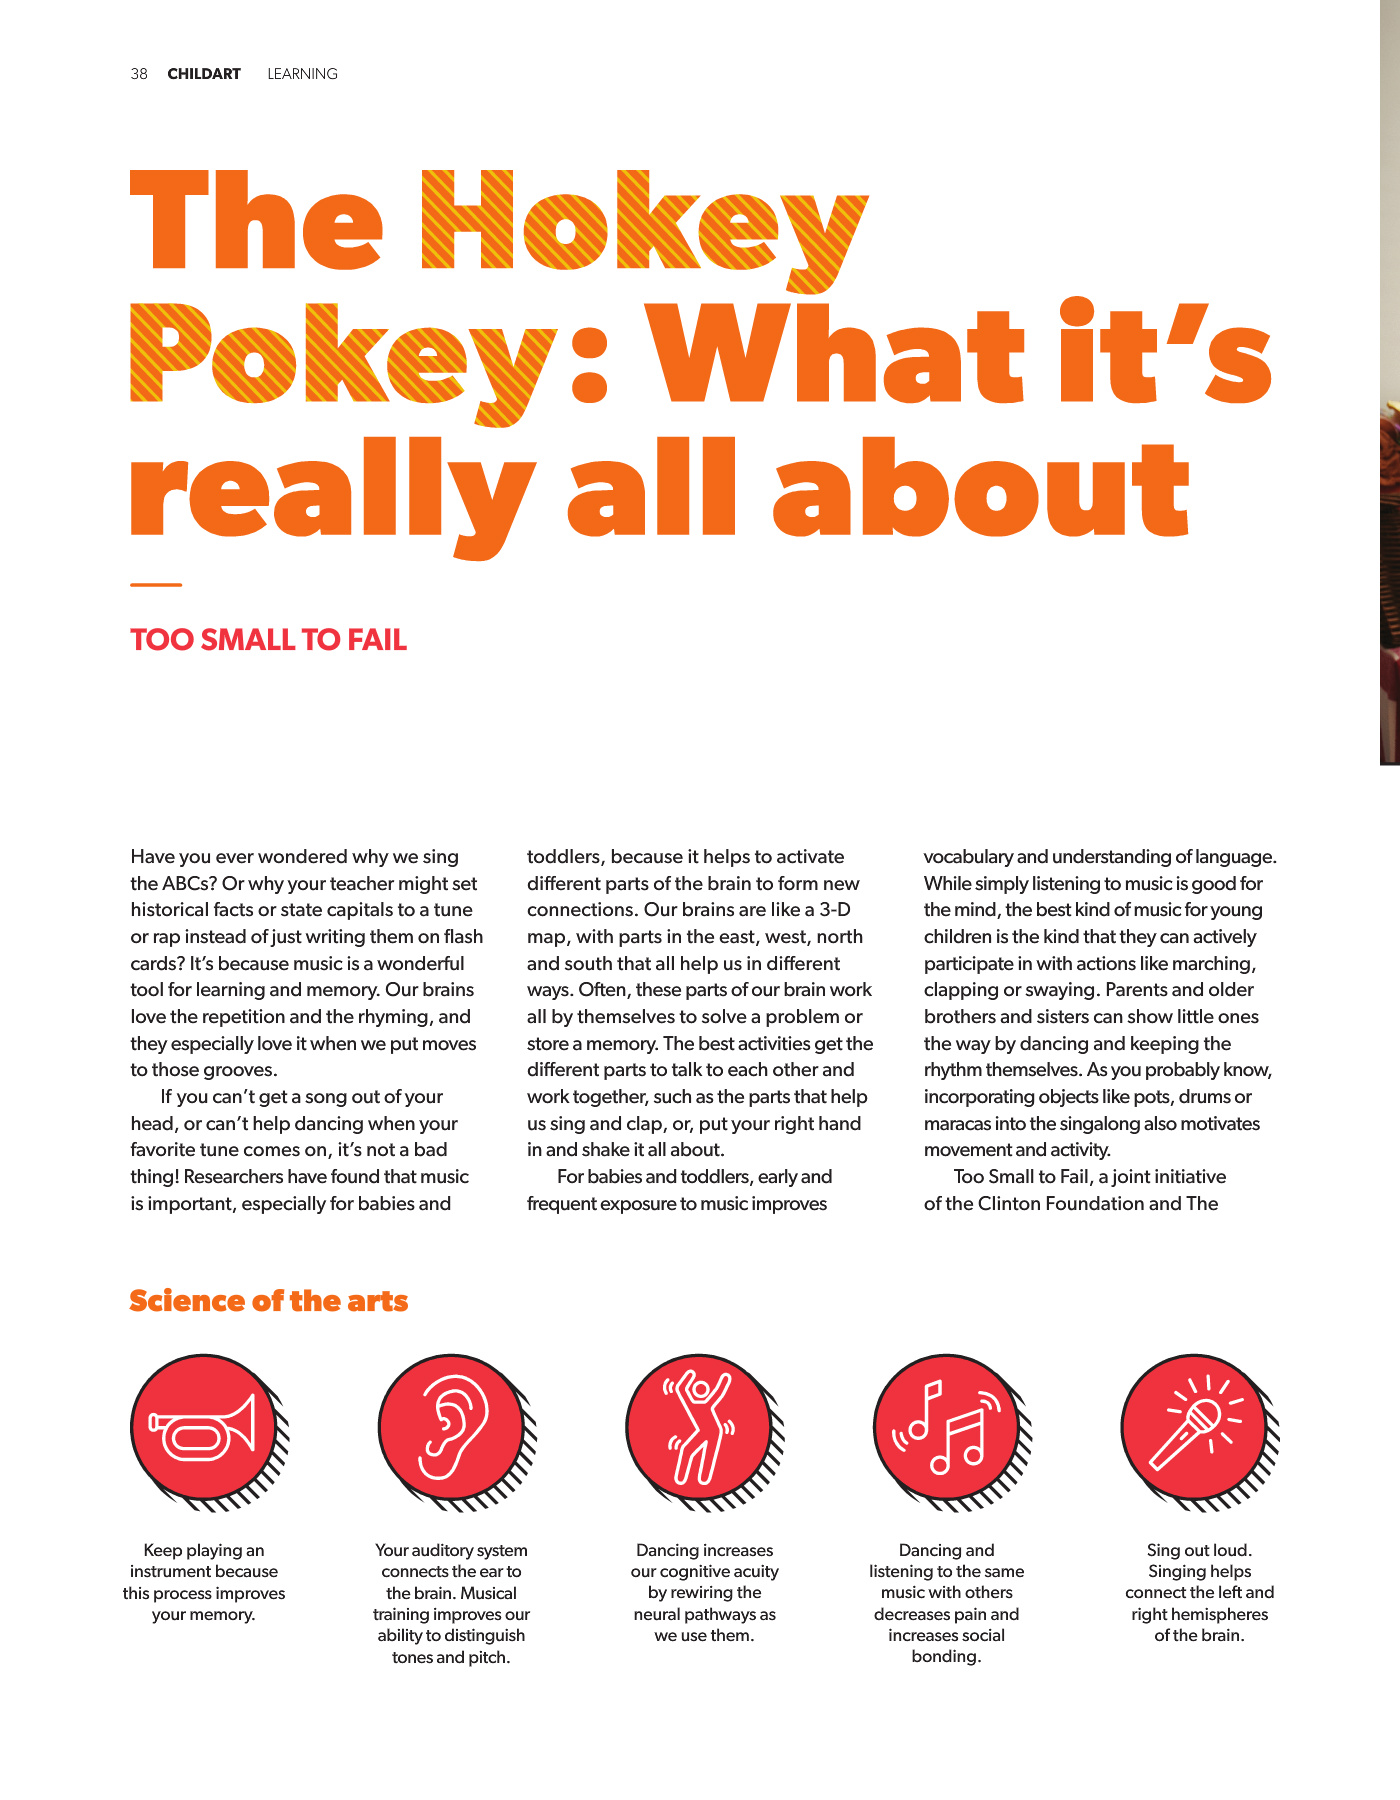 38 CHILDART LEARNING
The Hokey
Pokey: What it’s
really all about
TOO SMALL TO FAIL
Have you ever wondered why we sing
the ABCs? Or why your teacher might set
historical facts or state capitals to a tune
or rap instead of just writing them on flash
cards? It’s because music is a wonderful
tool for learning and memory. Our brains
love the repetition and the rhyming, and
they especially love it when we put moves
to those grooves.
If you can’t get a song out of your
head, or can’t help dancing when your
favorite tune comes on, it’s not a bad
thing! Researchers have found that music
is important, especially for babies and
toddlers, because it helps to activate
different parts of the brain to form new
connections. Our brains are like a 3-D
map, with parts in the east, west, north
and south that all help us in different
ways. Often, these parts of our brain work
all by themselves to solve a problem or
store a memory. The best activities get the
different parts to talk to each other and
work together, such as the parts that help
us sing and clap, or, put your right hand
in and shake it all about.
For babies and toddlers, early and
frequent exposure to music improves
vocabulary and understanding of language.
While simply listening to music is good for
the mind, the best kind of music for young
children is the kind that they can actively
participate in with actions like marching,
clapping or swaying. Parents and older
brothers and sisters can show little ones
the way by dancing and keeping the
rhythm themselves. As you probably know,
incorporating objects like pots, drums or
maracas into the singalong also motivates
movement and activity.
Too Small to Fail, a joint initiative
of the Clinton Foundation and The
Science of the arts
Keep playing an
instrument because
this process improves
your memory.
Your auditory system
connects the ear to
the brain. Musical
training improves our
ability to distinguish
tones and pitch.
Dancing increases
our cognitive acuity
by rewiring the
neural pathways as
we use them.
Dancing and
listening to the same
music with others
decreases pain and
increases social
bonding.
Sing out loud.
Singing helps
connect the left and
right hemispheres
of the brain.